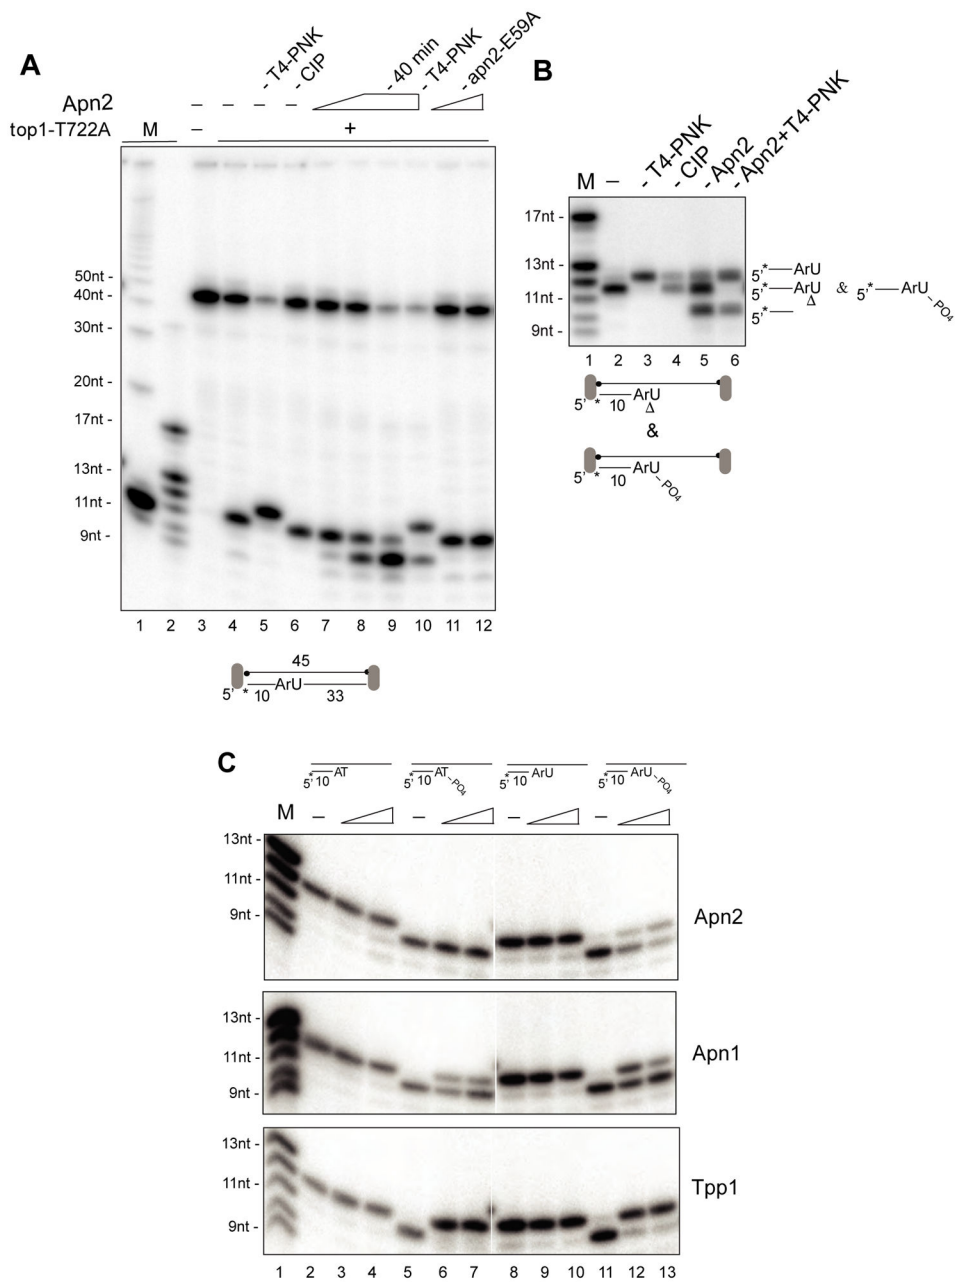 A
- T4-PNK
- CIP
- 40 min
- T4-PNK
- apn2-E59A
Apn2 – – – –
top1-T722A M – +
50nt -
40nt -
30nt -
20nt -
17nt -
13nt -
11nt -
9nt -
1 2 3 4 5 6 7 8 9 10 11 12
45
5' * 10 ArU 33
B
M – - T4-PNK - CIP - Apn2 - Apn2+T4-PNK
17nt -
13nt -
11nt -
9nt -
5'* ArU
5'* ArU Δ & 5'* ArU -PO4
5'*
1 2 3 4 5 6
5' * 10 ArU
Δ
&
5' * 10 ArU -PO4
C
5'* 10 AT 5'* 10 AT -PO4 5'* 10 ArU 5'* 10 ArU -PO4
M – – – –
13nt -
11nt -
9nt -
Apn2
13nt -
11nt -
9nt -
Apn1
13nt -
11nt -
9nt -
Tpp1
1 2 3 4 5 6 7 8 9 10 11 12 13